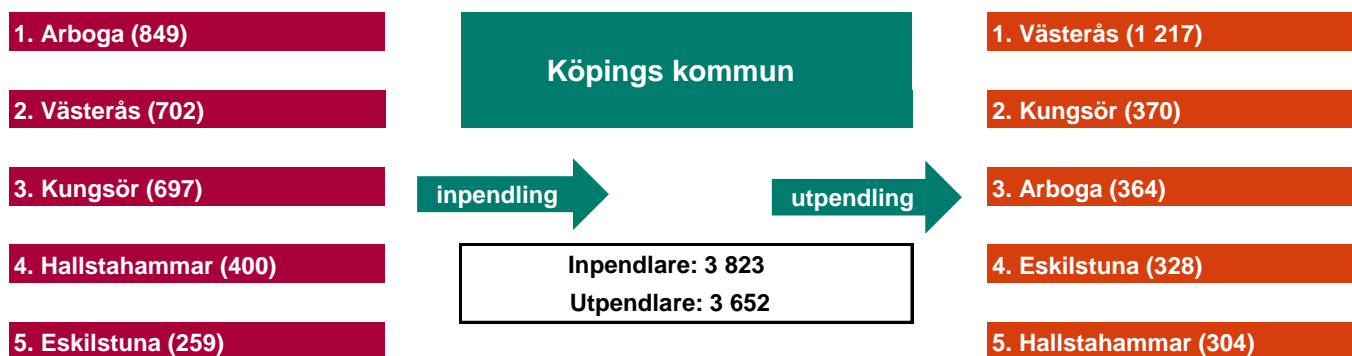 1. Arboga (849)
2. Västerås (702)
3. Kungsör (697)
4. Hallstahammar (400)
5. Eskilstuna (259)
Köpings kommun
inpendling
utpendling
Inpendlare: 3 823
Utpendlare: 3 652
1. Västerås (1 217)
2. Kungsör (370)
3. Arboga (364)
4. Eskilstuna (328)
5. Hallstahammar (304)